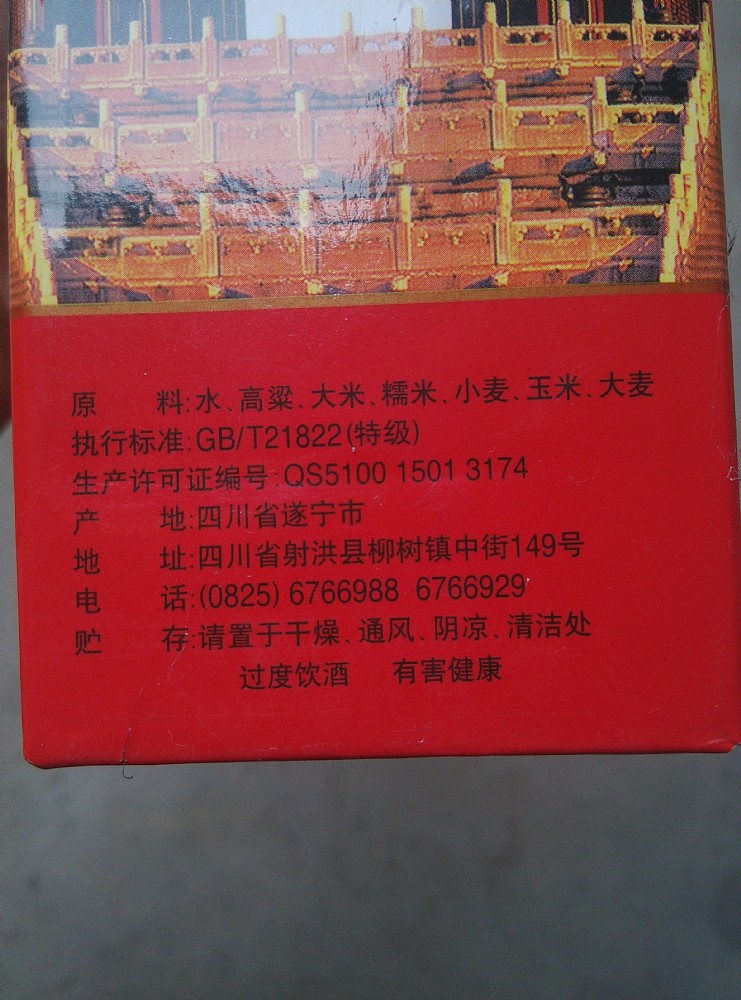 原料:水、高粱、大米、糯米、小麦、玉米、大麦
执行标准:GB/T21822(特级)
生产许可证编号:QS5100 1501 3174
产地:四川省遂宁市
地址:四川省射洪县柳树镇中街149号
电话:(0825) 6766988 6766929
贮存:请置于干燥、通风、阴凉、清洁处
过度饮酒 有害健康